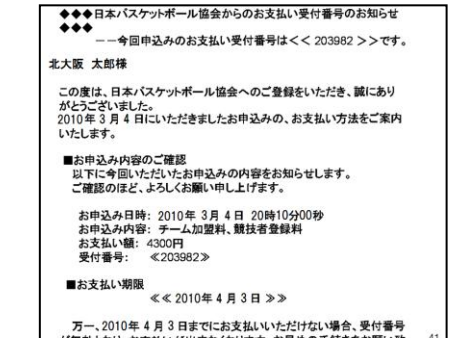 ◆◆◆日本バスケットボール協会からのお支払い受付番号のお知らせ
◆◆◆
――今回申込みのお支払い受付番号は<< 203982 >>です。
北大阪 太郎様
この度は、日本バスケットボール協会へのご登録をいただき、誠にあり
がとうございました。
2010年 3 月 4 日にいただきましたお申込みの、お支払い方法をご案内
いたします。
■お申込み内容のご確認
以下に今回いただいたお申込みの内容をお知らせします。
ご確認のほど、よろしくお願い申し上げます。
お申込み日時: 2010年 3月 4日 20時10分00秒
お申込み内容: チーム加盟料、競技者登録料
お支払い額: 4300円
受付番号: ≪203982≫
■お支払い期限
≪≪ 2010年 4 月 3 日 ≫≫
万一、2010年 4 月 3 日までにお支払いいただけない場合、受付番号
41